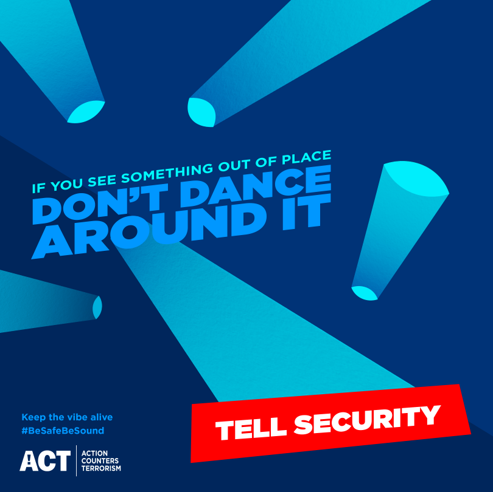 IF YOU SEE SOMETHING OUT OF PLACE
DON'T DANCE
AROUND IT
TELL SECURITY
Keep the vibe alive
#BeSafeBeSound
ACT
ACTION
COUNTERS
TERRORISM